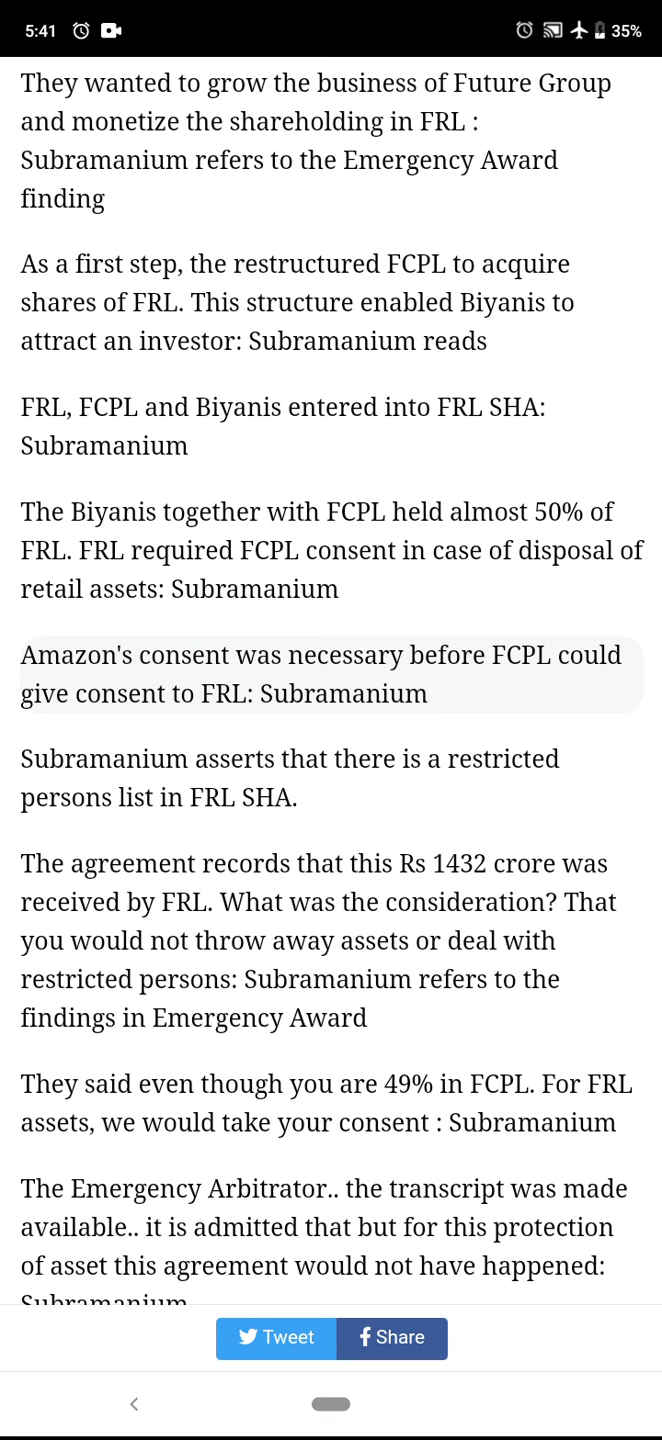 5:41
35%
They wanted to grow the business of Future Group
and monetize the shareholding in FRL :
Subramanium refers to the Emergency Award
finding
As a first step, the restructured FCPL to acquire
shares of FRL. This structure enabled Biyanis to
attract an investor: Subramanium reads
FRL, FCPL and Biyanis entered into FRL SHA:
Subramanium
The Biyanis together with FCPL held almost 50% of
FRL. FRL required FCPL consent in case of disposal of
retail assets: Subramanium
Amazon's consent was necessary before FCPL could
give consent to FRL: Subramanium
Subramanium asserts that there is a restricted
persons list in FRL SHA.
The agreement records that this Rs 1432 crore was
received by FRL. What was the consideration? That
you would not throw away assets or deal with
restricted persons: Subramanium refers to the
findings in Emergency Award
They said even though you are 49% in FCPL. For FRL
assets, we would take your consent : Subramanium
The Emergency Arbitrator.. the transcript was made
available.. it is admitted that but for this protection
of asset this agreement would not have happened:
Subramanium
Tweet
Share